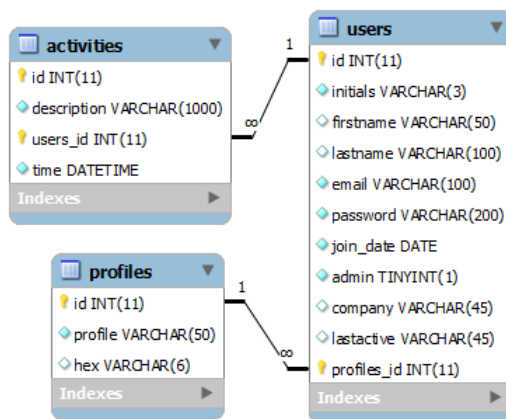 activities
id INT(11)
description VARCHAR(1000)
users_id INT(11)
time DATETIME
Indexes
1
∞
users
id INT(11)
initials VARCHAR(3)
firstname VARCHAR(50)
lastname VARCHAR(100)
email VARCHAR(100)
password VARCHAR(200)
join_date DATE
admin TINYINT(1)
company VARCHAR(45)
lastactive VARCHAR(45)
profiles_id INT(11)
Indexes
profiles
id INT(11)
profile VARCHAR(50)
hex VARCHAR(6)
Indexes
1
∞